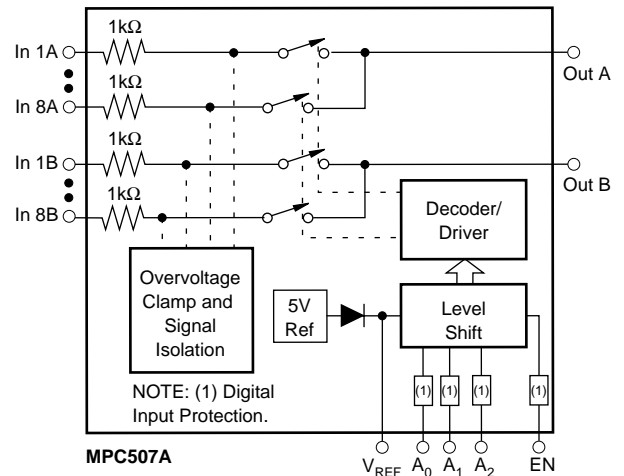 1kΩ
In 1A
Out A
1kΩ
In 8A
1kΩ
In 1B
Out B
1kΩ
In 8B
Decoder/
Driver
Overvoltage
Clamp and
Signal
Isolation
5V
Ref
Level
Shift
(1) (1) (1) (1)
NOTE: (1) Digital
Input Protection.
MPC507A
VREF A0 A1 A2 EN